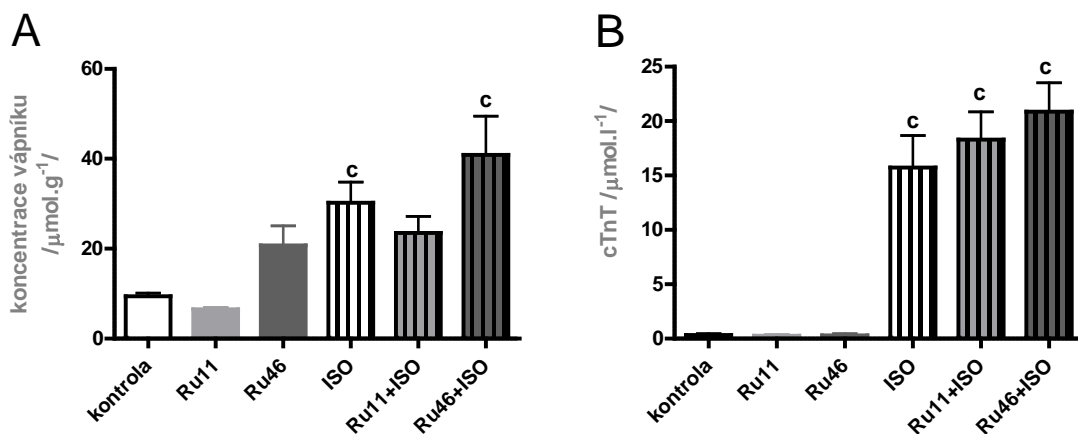 A
koncentrace vápníku
/μmol.g⁻¹/
60
40
20
0
c
c
kontrola
Ru11
Ru46
ISO
Ru11+ISO
Ru46+ISO
B
cTnT /μmol.l⁻¹/
25
20
15
10
5
0
c
c
c
kontrola
Ru11
Ru46
ISO
Ru11+ISO
Ru46+ISO